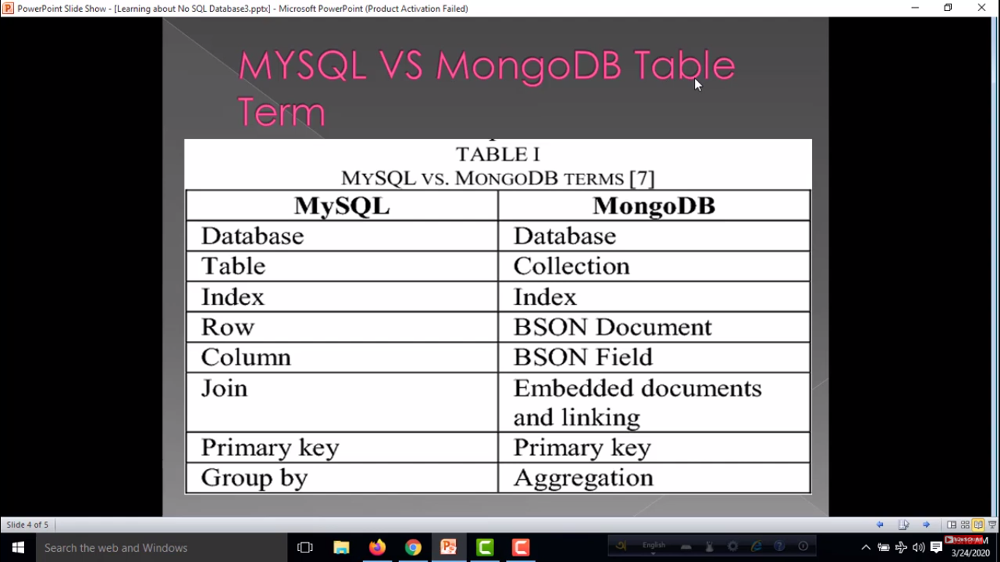 PowerPoint Slide Show - [Learning about No SQL Database3.pptx] - Microsoft PowerPoint (Product Activation Failed)
MYSQL VS MongoDB Table
Term
TABLE I
MYSQL VS. MONGODB TERMS [7]
MySQL MongoDB
Database Database
Table Collection
Index Index
Row BSON Document
Column BSON Field
Join Embedded documents
and linking
Primary key Primary key
Group by Aggregation
Slide 4 of 5
Search the web and Windows
English
SUBSCRIBE
3/24/2020